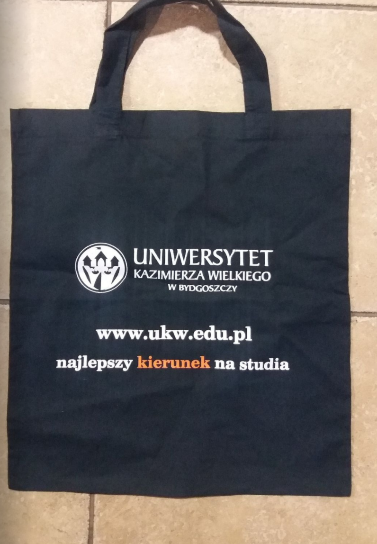 UNIWERSYTET
KAZIMIERZA WIELKIEGO
W BYDGOSZCZY
www.ukw.edu.pl
najlepszy kierunek na studia